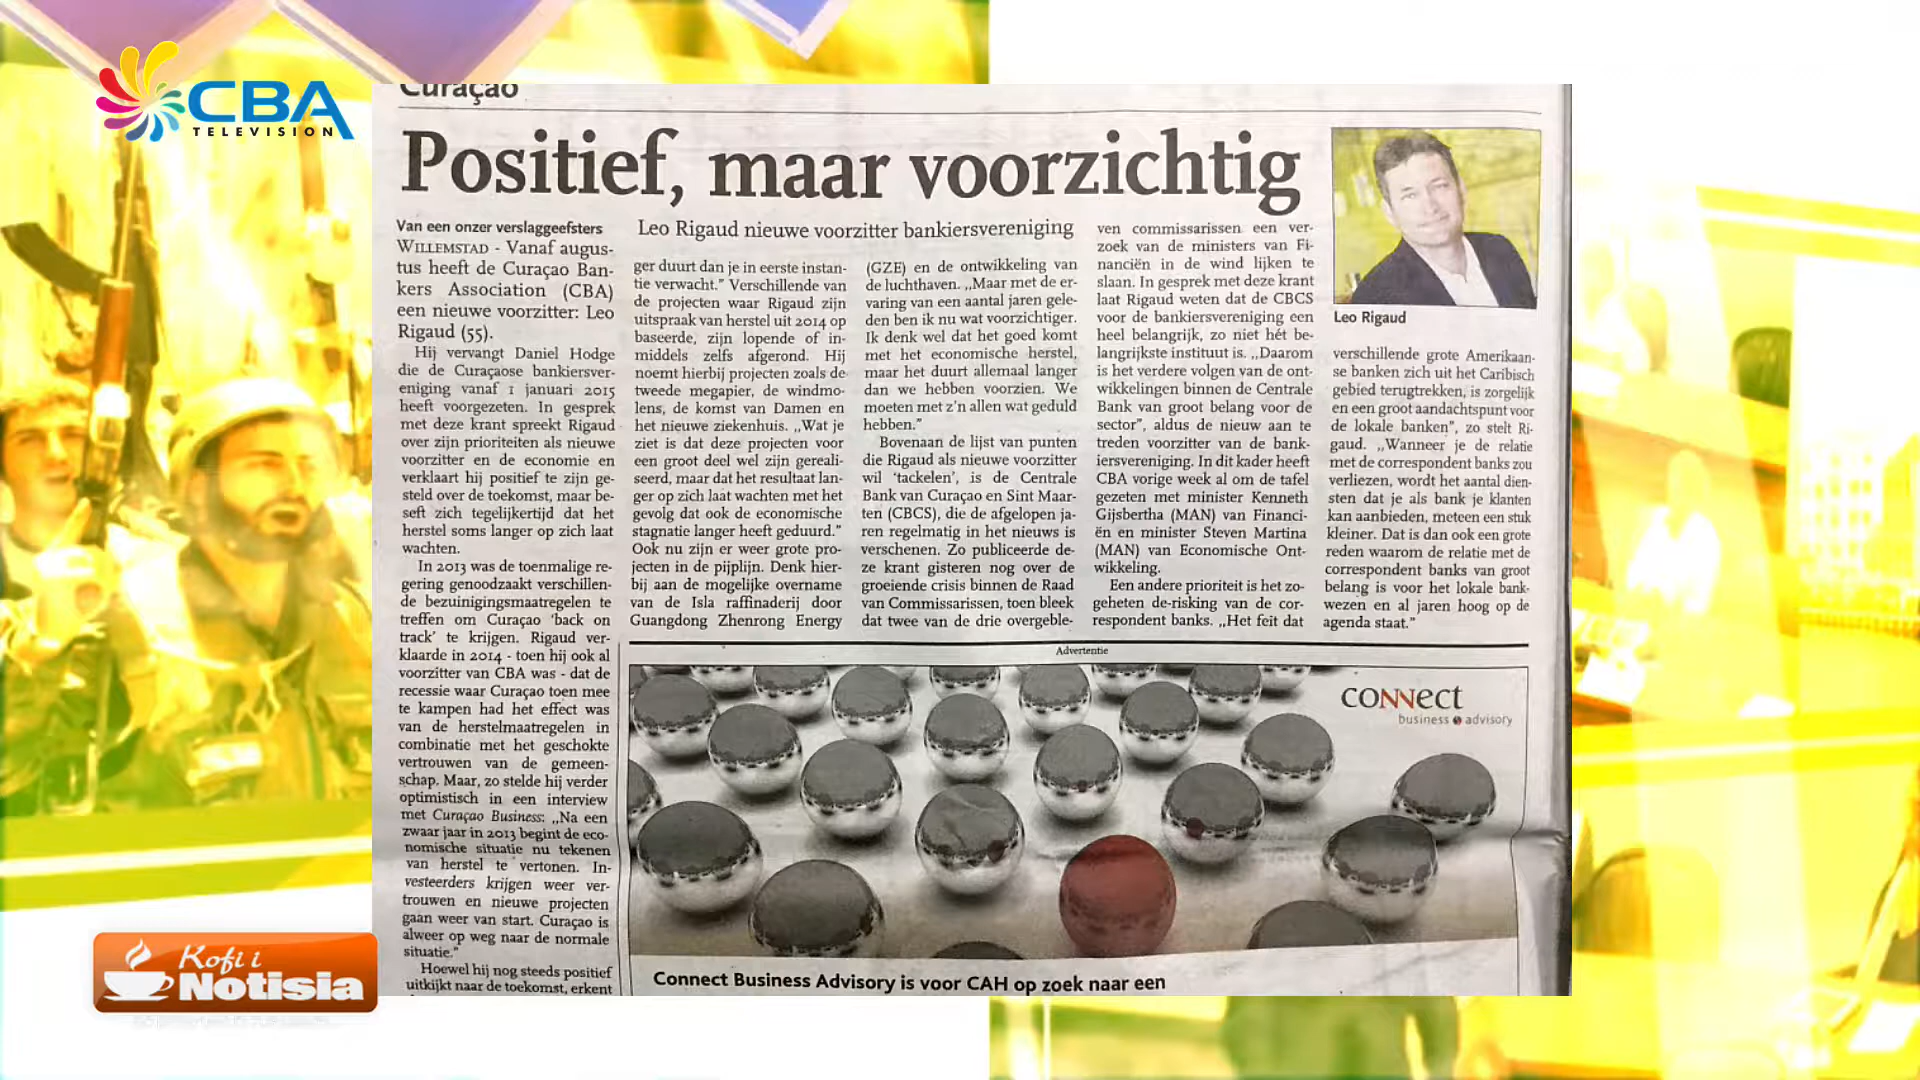 CBA
TELEVISION
Curaçao
Positief, maar voorzichtig
Van een onzer verslaggeefsters
WILLEMSTAD - Vanaf augus-
tus heeft de Curaçao Ban-
kers Association (CBA)
een nieuwe voorzitter: Leo
Rigaud (55).
Hij vervangt Daniel Hodge
die de Curaçaose bankiersver-
eniging vanaf 1 januari 2015
heeft voorgezeten. In gesprek
met deze krant spreekt Rigaud
over zijn prioriteiten als nieuwe
voorzitter en de economie en
verklaart hij positief te zijn ge-
steld over de toekomst, maar be-
seft zich tegelijkertijd dat het
herstel soms langer op zich laat
wachten.
In 2013 was de toenmalige re-
gering genoodzaakt verschillen-
de bezuinigingsmaatregelen te
treffen om Curaçao ‘back on
track’ te krijgen. Rigaud ver-
klaarde in 2014 - toen hij ook al
voorzitter van CBA was - dat de
recessie waar Curaçao toen mee
te kampen had het effect was
van de herstelmaatregelen in
combinatie met het geschokte
vertrouwen van de gemeen-
schap. Maar, zo stelde hij verder
optimistisch in een interview
met Curaçao Business: „Na een
zwaar jaar in 2013 begint de eco-
nomische situatie nu tekenen
van herstel te vertonen. In-
vesteerders krijgen weer ver-
trouwen en nieuwe projecten
gaan weer van start. Curaçao is
alweer op weg naar de normale
situatie.”
Hoewel hij nog steeds positief
uitkijkt naar de toekomst, erkent
Leo Rigaud nieuwe voorzitter bankiersvereniging
ger duurt dan je in eerste instan-
tie verwacht.” Verschillende van
de projecten waar Rigaud zijn
uitspraak van herstel uit 2014 op
baseerde, zijn lopende of in-
middels zelfs afgerond. Hij
noemt hierbij projecten zoals de
tweede megapier, de windmo-
lens, de komst van Damen en
het nieuwe ziekenhuis. „Wat je
ziet is dat deze projecten voor
een groot deel wel zijn gereali-
seerd, maar dat het resultaat lan-
ger op zich laat wachten met het
gevolg dat ook de economische
stagnatie langer heeft geduurd.”
Ook nu zijn er weer grote pro-
jecten in de pijplijn. Denk hier-
bij aan de mogelijke overname
van de Isla raffinaderij door
Guangdong Zhenrong Energy
(GZE) en de ontwikkeling van
de luchthaven. „Maar met de er-
varing van een aantal jaren gele-
den ben ik nu wat voorzichtiger.
Ik denk wel dat het goed komt
met het economische herstel,
maar het duurt allemaal langer
dan we hebben voorzien. We
moeten met z’n allen wat geduld
hebben.”
Bovenaan de lijst van punten
die Rigaud als nieuwe voorzitter
wil ‘tackelen’, is de Centrale
Bank van Curaçao en Sint Maar-
ten (CBCS), die de afgelopen ja-
ren regelmatig in het nieuws is
verschenen. Zo publiceerde de-
ze krant gisteren nog over de
groeiende crisis binnen de Raad
van Commissarissen, toen bleek
dat twee van de drie overgeble-
ven commissarissen een ver-
zoek van de ministers van Fi-
nanciën in de wind lijken te
slaan. In gesprek met deze krant
laat Rigaud weten dat de CBCS
voor de bankiersvereniging een
heel belangrijk, zo niet hét be-
langrijkste instituut is. „Daarom
is het verdere volgen van de ont-
wikkelingen binnen de Centrale
Bank van groot belang voor de
sector”, aldus de nieuw aan te
treden voorzitter van de bank-
iersvereniging. In dit kader heeft
CBA vorige week al om de tafel
gezeten met minister Kenneth
Gijsbertha (MAN) van Financi-
ën en minister Steven Martina
(MAN) van Economische Ont-
wikkeling.
Een andere prioriteit is het zo-
geheten de-risking van de cor-
respondent banks. „Het feit dat
Leo Rigaud
verschillende grote Amerikaan-
se banken zich uit het Caribisch
gebied terugtrekken, is zorgelijk
en een groot aandachtspunt voor
de lokale banken”, zo stelt Ri-
gaud. „Wanneer je de relatie
met de correspondent banks zou
verliezen, wordt het aantal dien-
sten dat je als bank je klanten
kan aanbieden, meteen een stuk
kleiner. Dat is dan ook een grote
reden waarom de relatie met de
correspondent banks van groot
belang is voor het lokale bank-
wezen en al jaren hoog op de
agenda staat.”
Advertentie
connect
business advisory
Connect Business Advisory is voor CAH op zoek naar een
Kofi i
Notisia